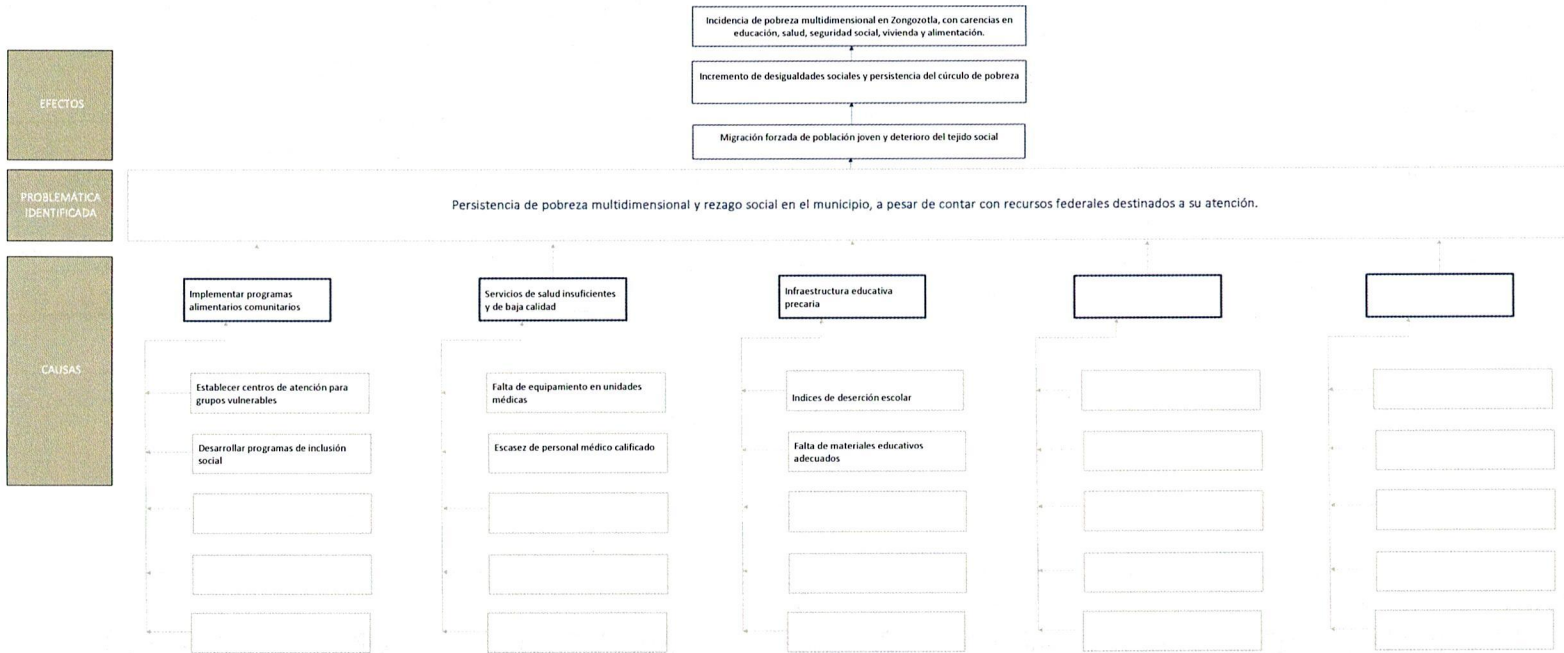 Incidencia de pobreza multidimensional en Zongozotla, con carencias en
educación, salud, seguridad social, vivienda y alimentación.
EFECTOS
Incremento de desigualdades sociales y persistencia del cúrculo de pobreza
Migración forzada de población joven y deterioro del tejido social
PROBLEMÁTICA
IDENTIFICADA
Persistencia de pobreza multidimensional y rezago social en el municipio, a pesar de contar con recursos federales destinados a su atención.
CAUSAS
Implementar programas
alimentarios comunitarios
Establecer centros de atención para
grupos vulnerables
Desarrollar programas de inclusión
social
Servicios de salud insuficientes
y de baja calidad
Falta de equipamiento en unidades
médicas
Escasez de personal médico calificado
Infraestructura educativa
precaria
Indices de deserción escolar
Falta de materiales educativos
adecuados